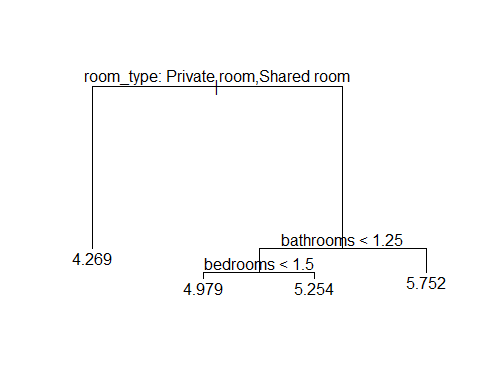 room_type: Private room,Shared room
bathrooms < 1.25
4.269
bedrooms < 1.5
4.979
5.254
5.752